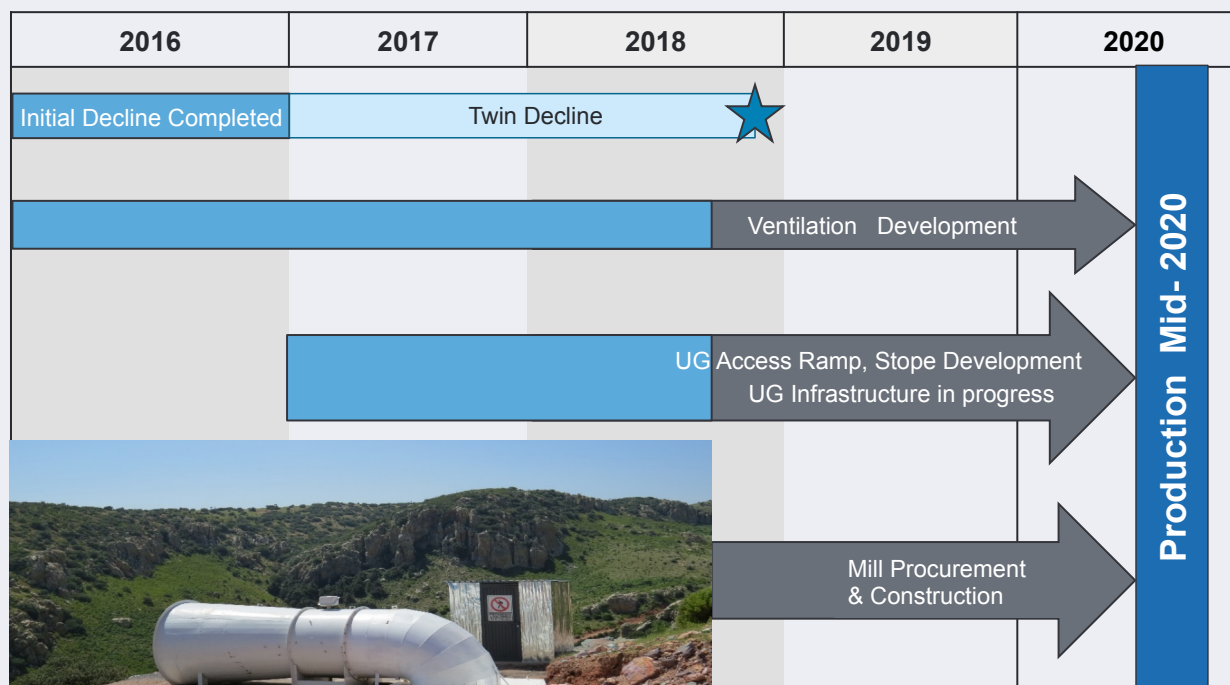 2016 2017 2018 2019 2020
Initial Decline Completed
Twin Decline
Ventilation Development
UG Access Ramp, Stope Development
UG Infrastructure in progress
Mill Procurement
& Construction
Production Mid- 2020